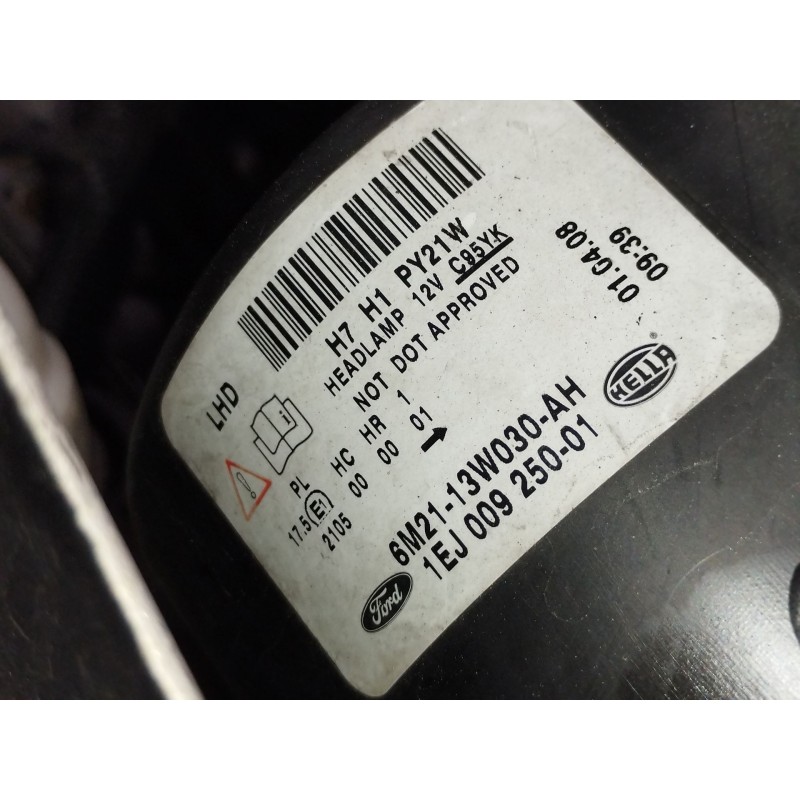 LHD
H7 H1 PY21W
HEADLAMP 12V C95YK
NOT DOT APPROVED
01.04.08
09:39
PL HC HR 1
17.5 E1 00 00 01
2105
HELLA
6M21-13W030-AH
1EJ 009 250-01
Ford